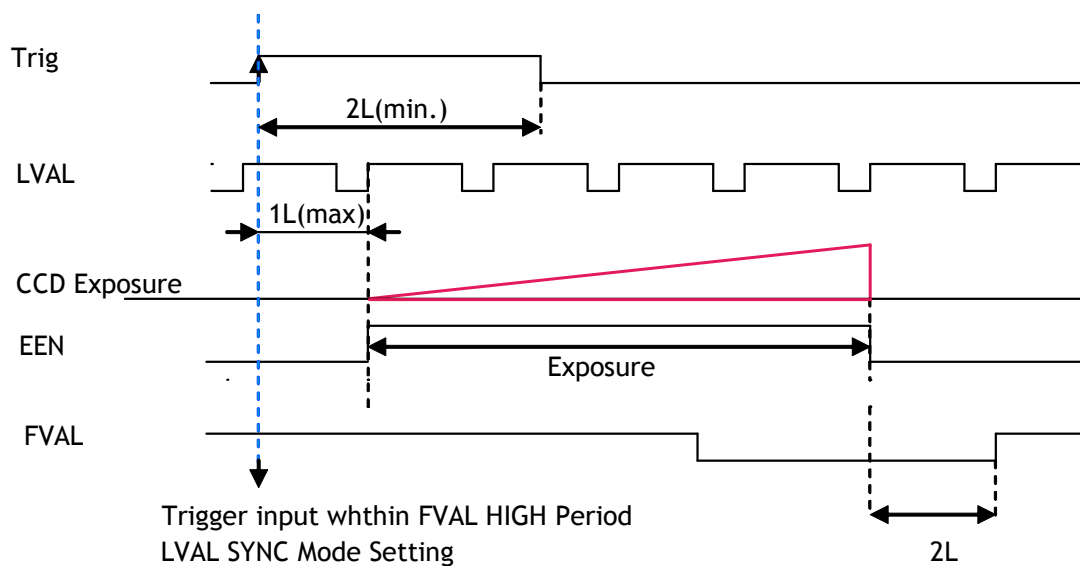 Trig
2L(min.)
LVAL
1L(max)
CCD Exposure
EEN
Exposure
FVAL
Trigger input whthin FVAL HIGH Period
LVAL SYNC Mode Setting
2L